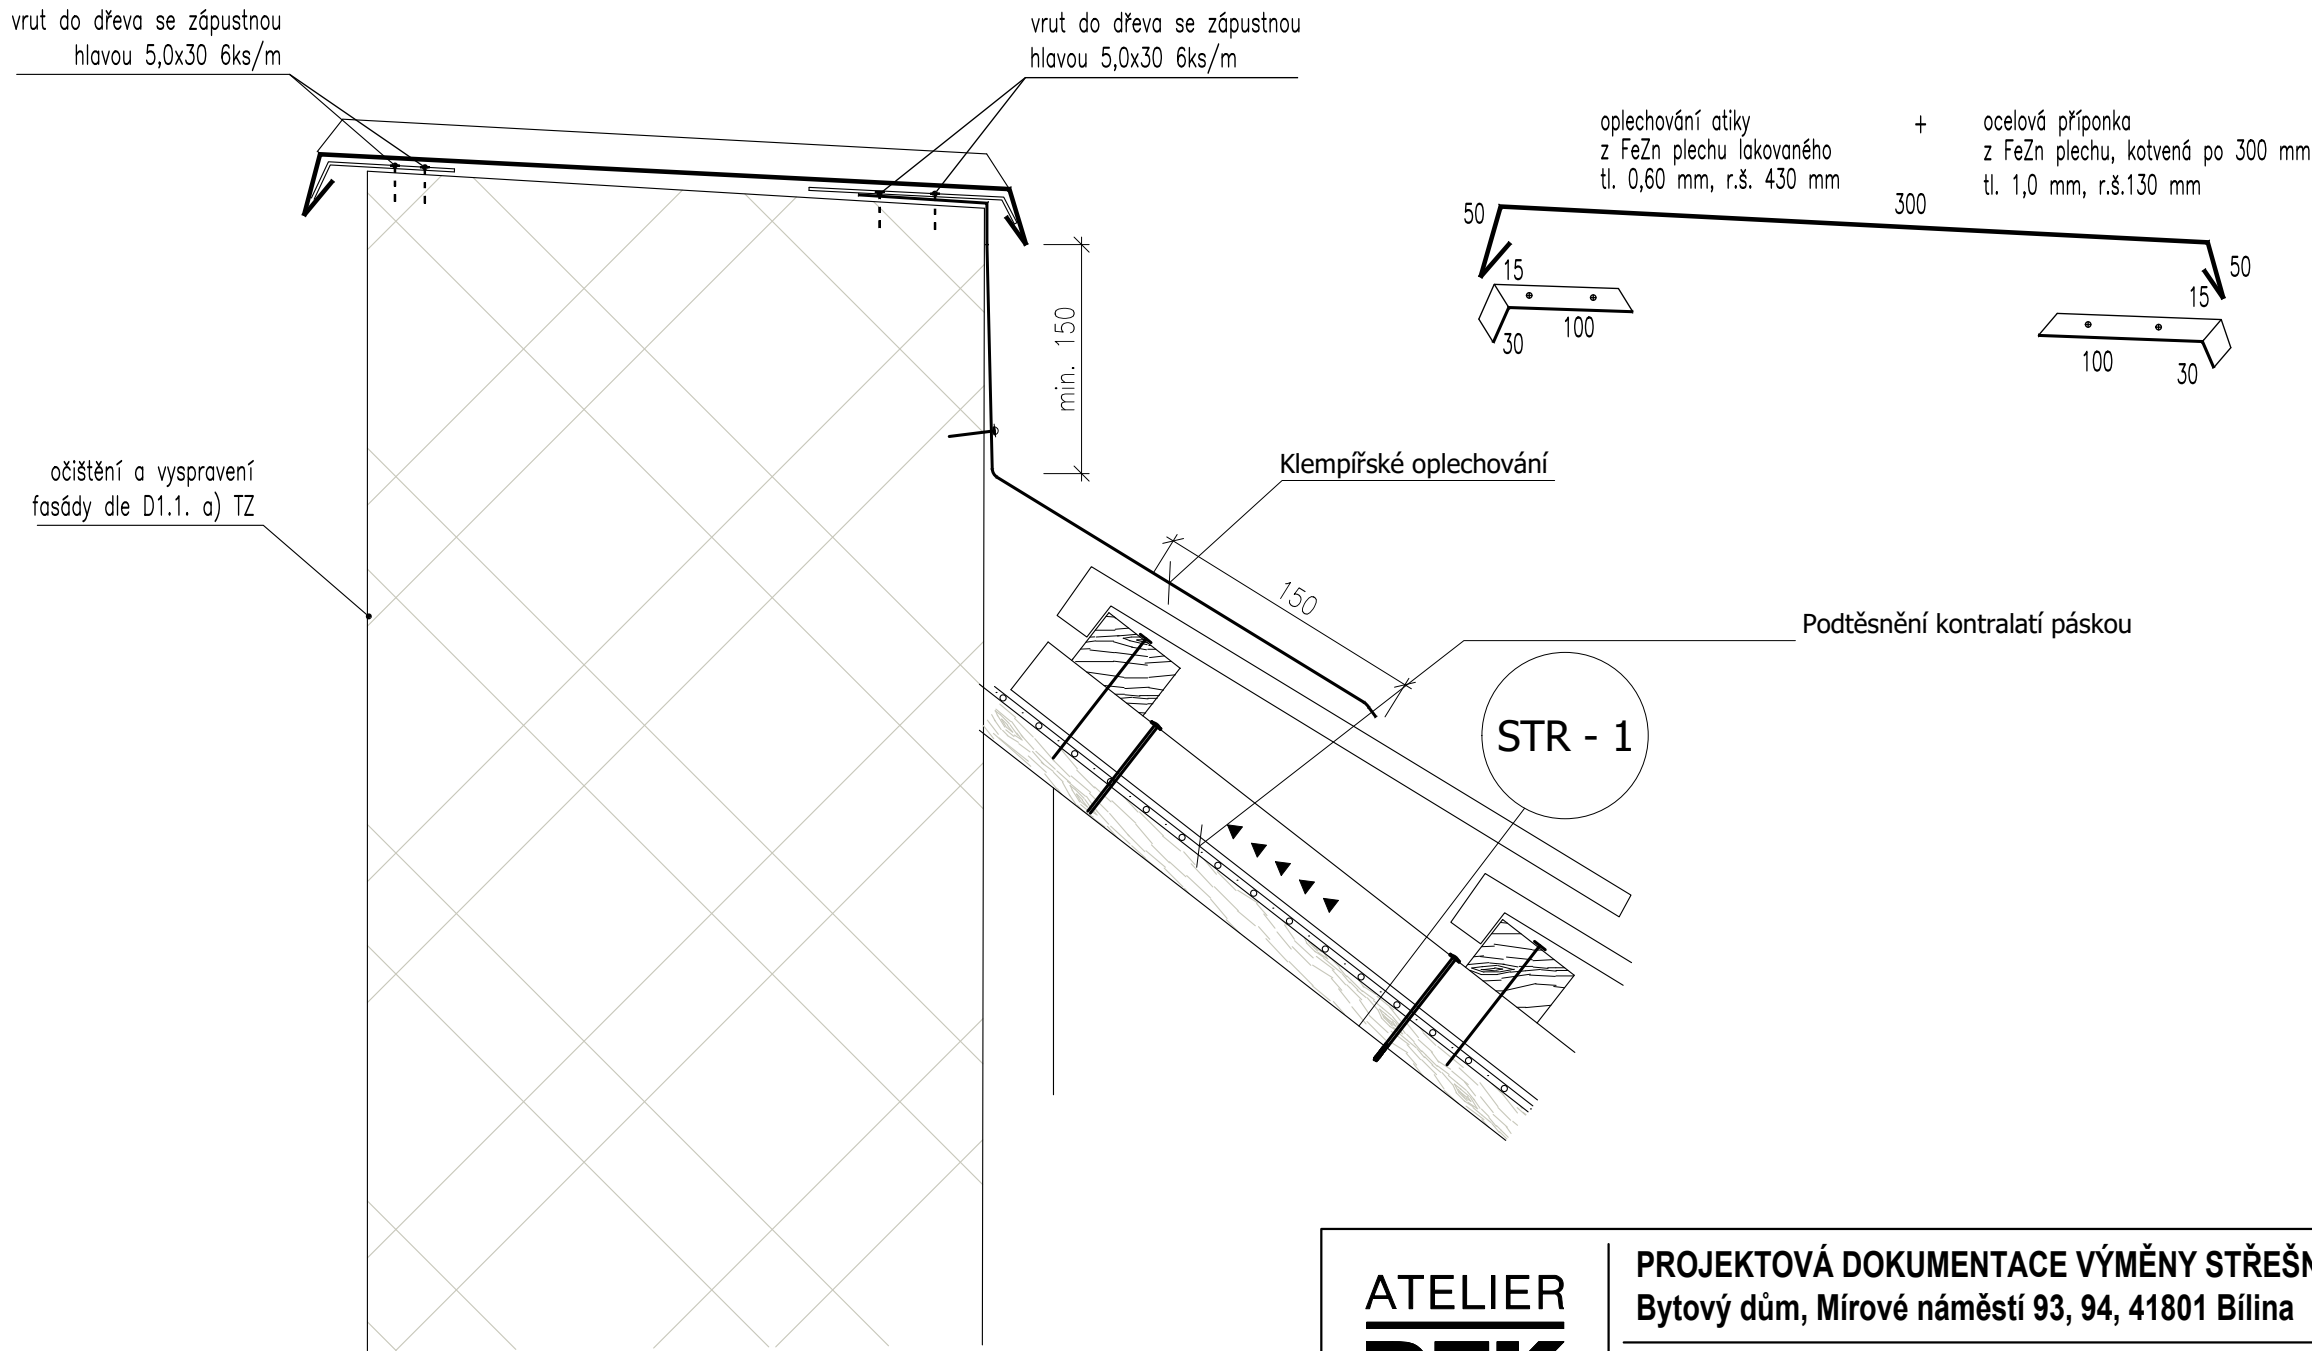 vrut do dřeva se zápustnou
hlavou 5,0x30 6ks/m
vrut do dřeva se zápustnou
hlavou 5,0x30 6ks/m
oplechování atiky
z FeZn plechu lakovaného
tl. 0,60 mm, r.š. 430 mm
+
ocelová příponka
z FeZn plechu, kotvená po 300 mm
tl. 1,0 mm, r.š.130 mm
50
300
50
15
15
30
100
100
30
min. 150
očištění a vyspravení
fasády dle D1.1. a) TZ
Klempířské oplechování
150
Podtěsnění kontralatí páskou
STR - 1
ATELIER
PROJEKTOVÁ DOKUMENTACE VÝMĚNY
Bytový dům, Mírové náměstí 93, 94, 41801 Bílina